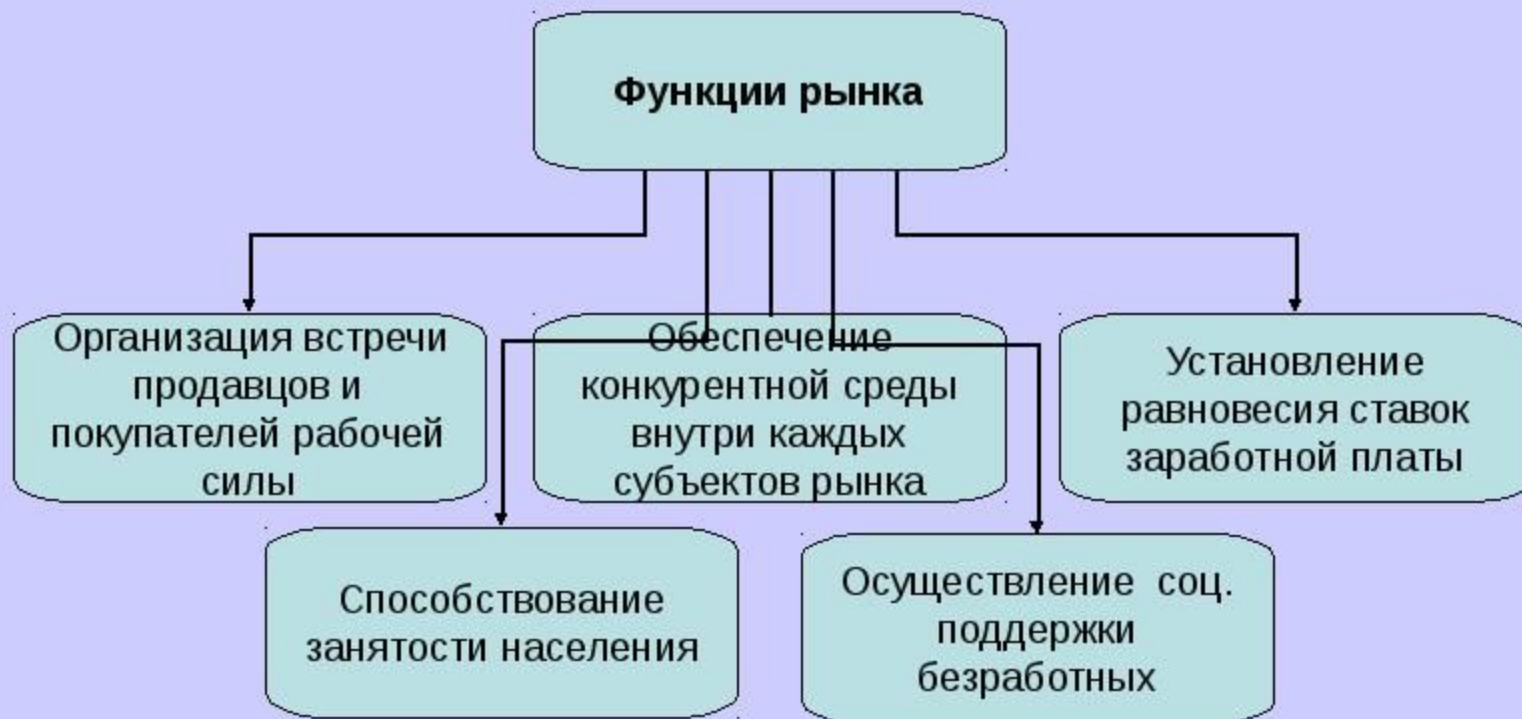 Функции рынка
Организация встречи
продавцов и
покупателей рабочей
силы
Обеспечение
конкурентной среды
внутри каждых
субъектов рынка
Установление
равновесия ставок
заработной платы
Способствование
занятости населения
Осуществление соц.
поддержки
безработных